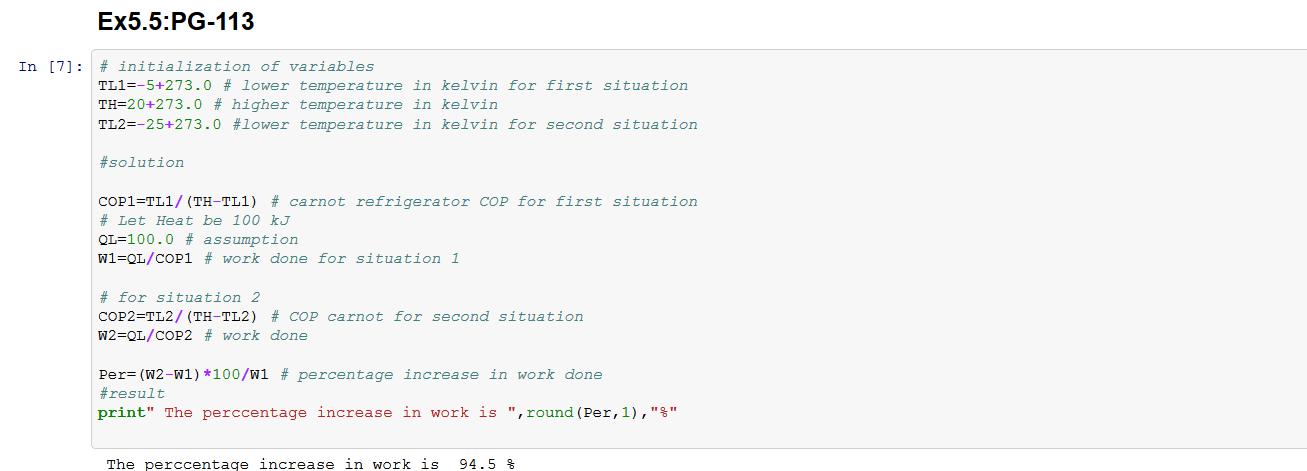 Ex5.5:PG-113
In [7]:
# initialization of variables
TL1=-5+273.0 # lower temperature in kelvin for first situation
TH=20+273.0 # higher temperature in kelvin
TL2=-25+273.0 #lower temperature in kelvin for second situation
#solution
COP1=TL1/(TH-TL1) # carnot refrigerator COP for first situation
# Let Heat be 100 kJ
QL=100.0 # assumption
W1=QL/COP1 # work done for situation 1
# for situation 2
COP2=TL2/(TH-TL2) # COP carnot for second situation
W2=QL/COP2 # work done
Per=(W2-W1)*100/W1 # percentage increase in work done
#result
print" The perccentage increase in work is ",round(Per,1),"%"
The perccentage increase in work is  94.5 %